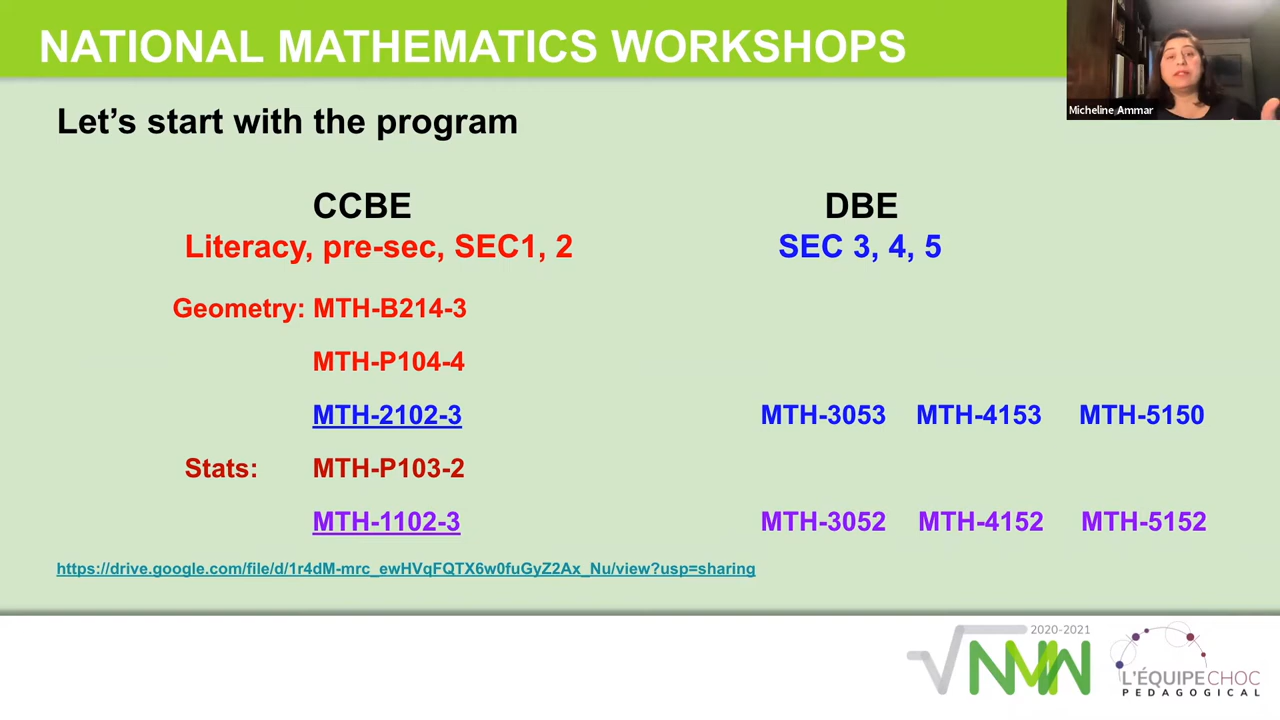 NATIONAL MATHEMATICS WORKSHOPS
Micheline Ammar
Let's start with the program
CCBE DBE
Literacy, pre-sec, SEC1, 2 SEC 3, 4, 5
Geometry: MTH-B214-3
MTH-P104-4
MTH-2102-3 MTH-3053 MTH-4153 MTH-5150
Stats: MTH-P103-2
MTH-1102-3 MTH-3052 MTH-4152 MTH-5152
https://drive.google.com/file/d/1r4dM-mrc_ewHVqFQTX6w0fuGyZ2Ax_Nu/view?usp=sharing
2020-2021
NMW
L'ÉQUIPECHOC
PEDAGOGICAL